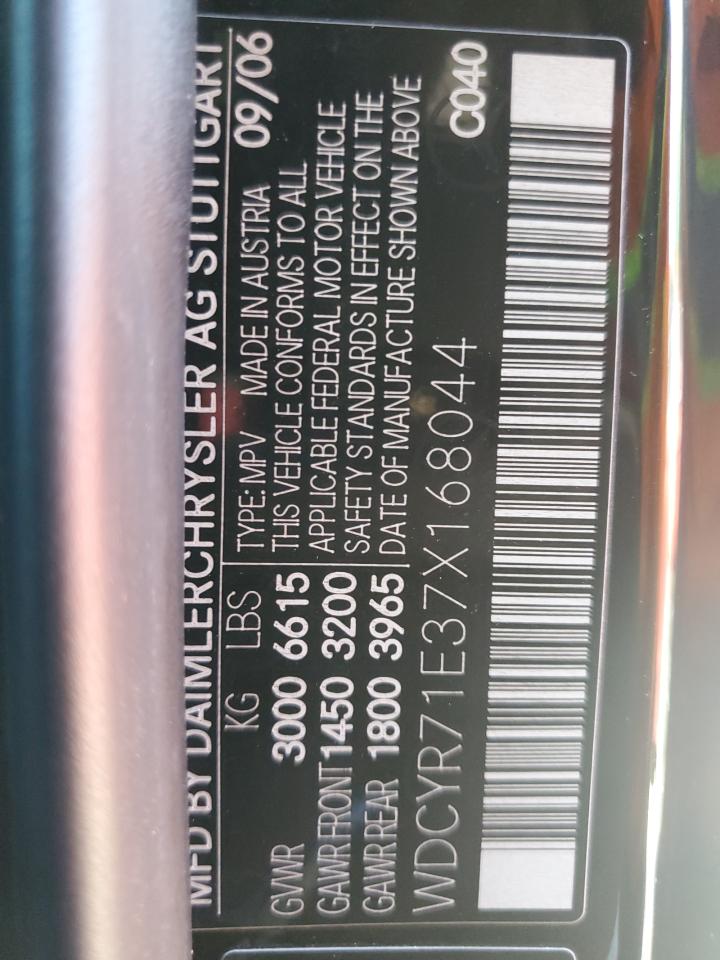 MFD BY DAIMLERCHRYSLER AG STUTTGART
KG LBS
GVWR 3000 6615
GAWR FRONT 1450 3200
GAWR REAR 1800 3965
TYPE: MPV MADE IN AUSTRIA 09/06
THIS VEHICLE CONFORMS TO ALL
APPLICABLE FEDERAL MOTOR VEHICLE
SAFETY STANDARDS IN EFFECT ON THE
DATE OF MANUFACTURE SHOWN ABOVE
WDCYR71E37X168044 C040